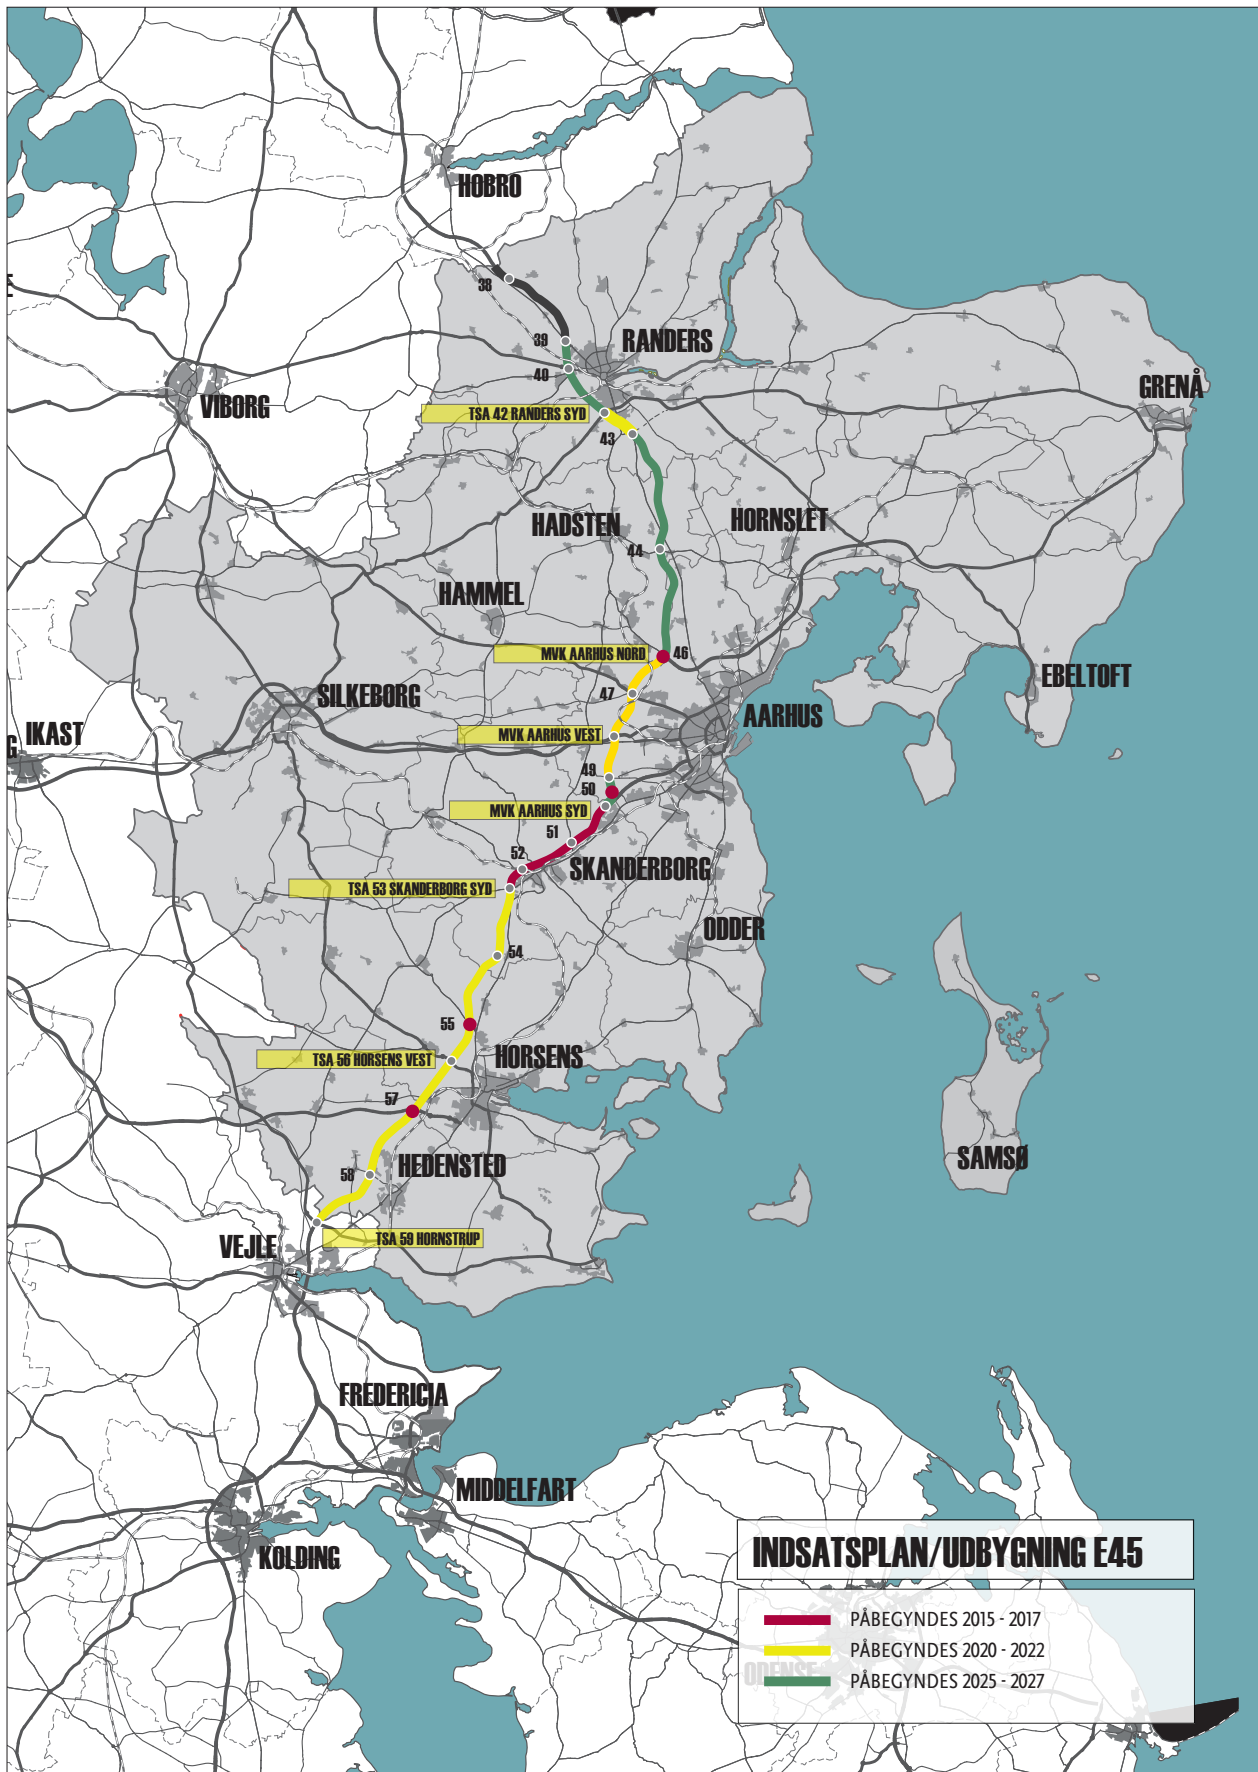 HOBRO
38
39
RANDERS
40
GRENÅ
VIBORG
TSA 42 RANDERS SYD
43
HADSTEN
HORNSLET
44
HAMMEL
MVK AARHUS NORD
46
EBELTOFT
SILKEBORG
47
AARHUS
IKAST
G
MVK AARHUS VEST
49
50
MVK AARHUS SYD
51
52
SKANDERBORG
TSA 53 SKANDERBORG SYD
ODDER
54
55
TSA 56 HORSENS VEST
HORSENS
57
SAMSØ
58
HEDENSTED
TSA 59 HORNSTRUP
VEJLE
FREDERICIA
MIDDELFART
KOLDING
INDSATSPLAN/UDBYGNING E45
PÅBEGYNDES 2015 - 2017
PÅBEGYNDES 2020 - 2022
ODENSE
PÅBEGYNDES 2025 - 2027